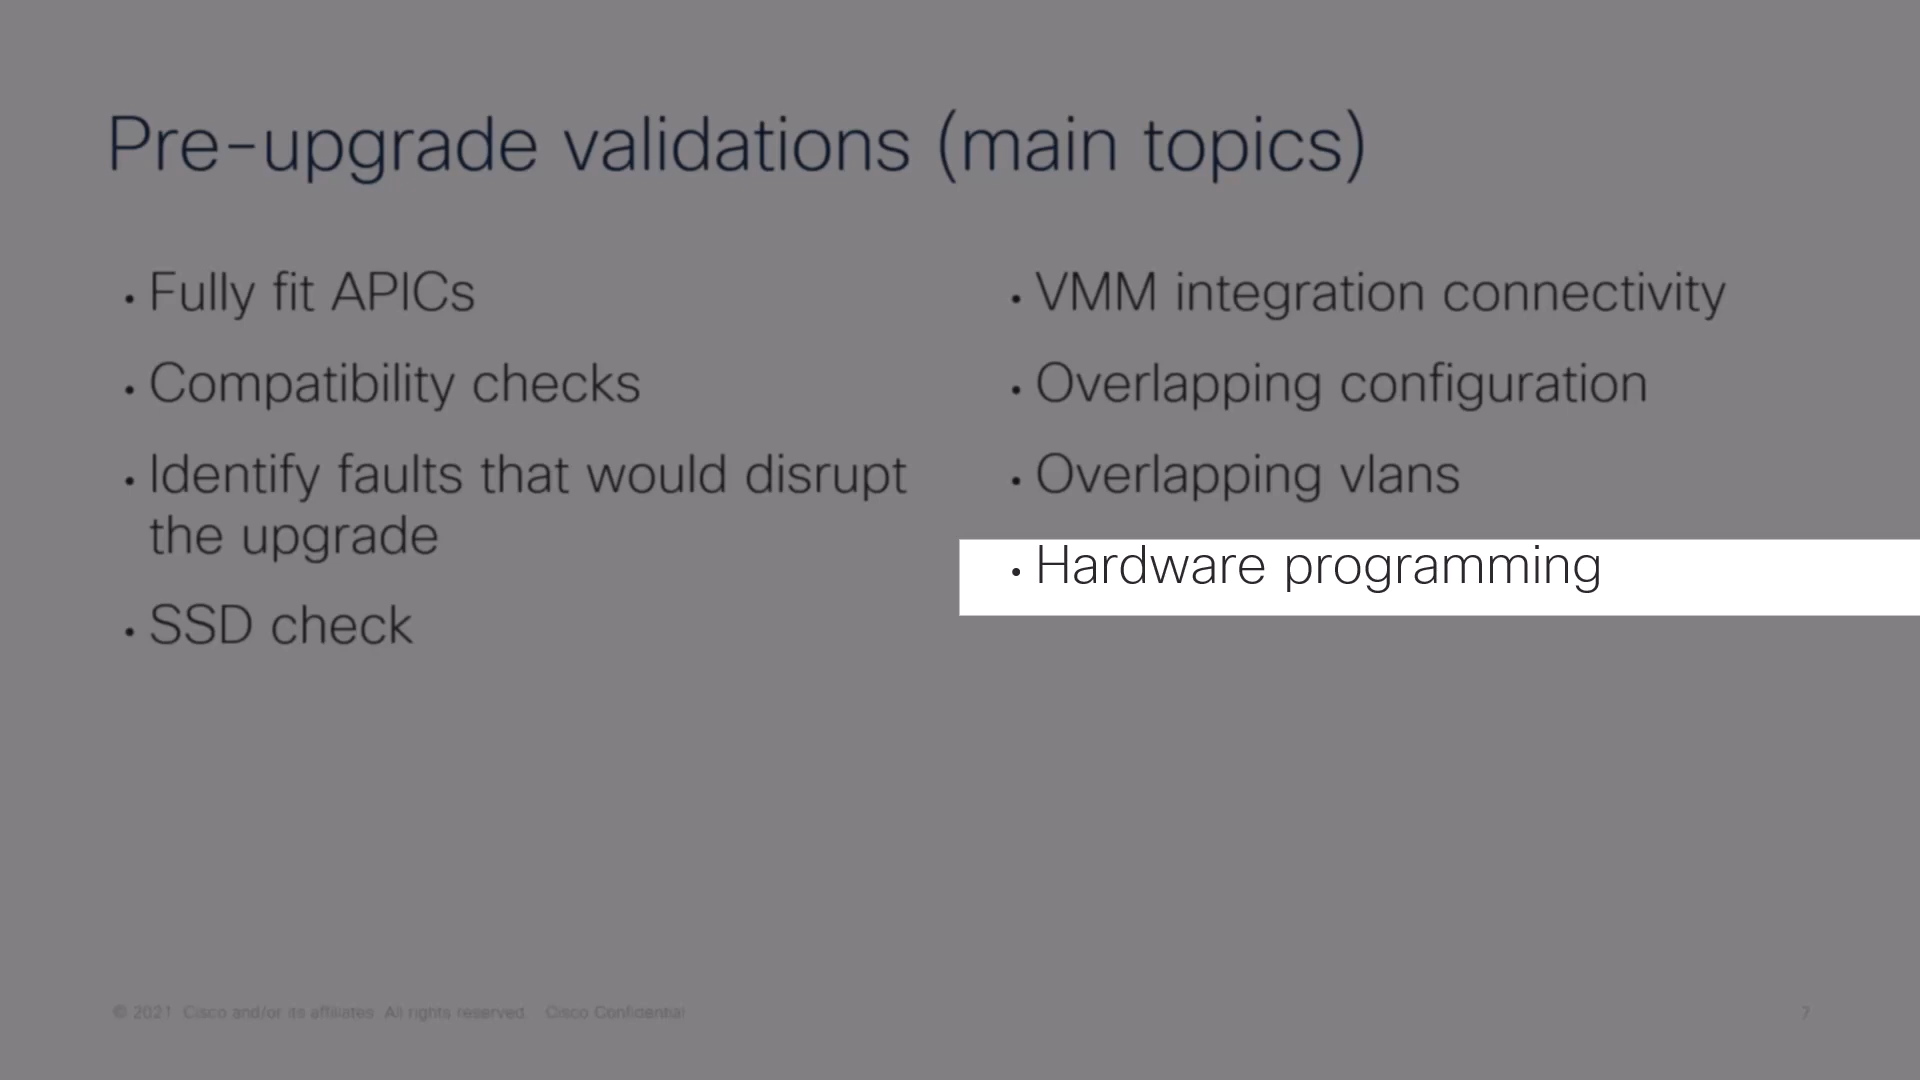 Pre-upgrade validations (main topics)
• Fully fit APICs
• Compatibility checks
• Identify faults that would disrupt
the upgrade
• SSD check
• VMM integration connectivity
• Overlapping configuration
• Overlapping vlans
• Hardware programming
© 2021 Cisco and/or its affiliates. All rights reserved. Cisco Confidential
7